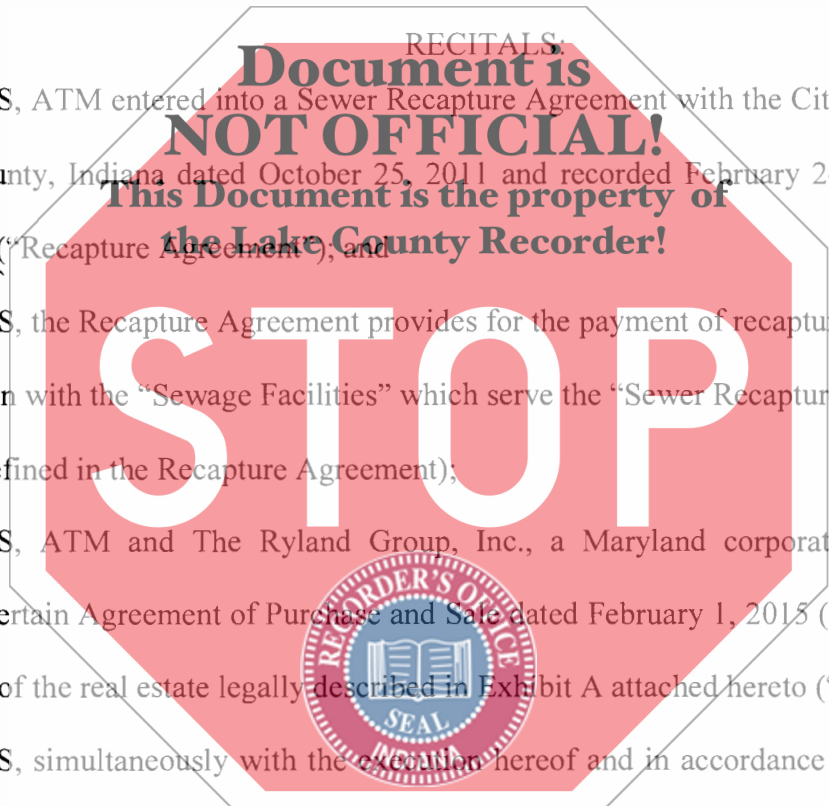 RECITALS:
Document is
S, ATM entered into a Sewer Recapture Agreement with the Cit
NOT OFFICIAL!
unty, Indiana dated October 25, 2011 and recorded February 2
This Document is the property of
the Lake County Recorder!
("Recapture Agreement"); and
S, the Recapture Agreement provides for the payment of recaptu
n with the “Sewage Facilities” which serve the “Sewer Recaptur
efined in the Recapture Agreement);
STOP
S, ATM and The Ryland Group, Inc., a Maryland corporat
ertain Agreement of Purchase and Sale dated February 1, 2015 (
of the real estate legally described in Exhibit A attached hereto (“
S, simultaneously with the execution hereof and in accordance
RECORDER'S OFFICE
SEAL
INDIANA